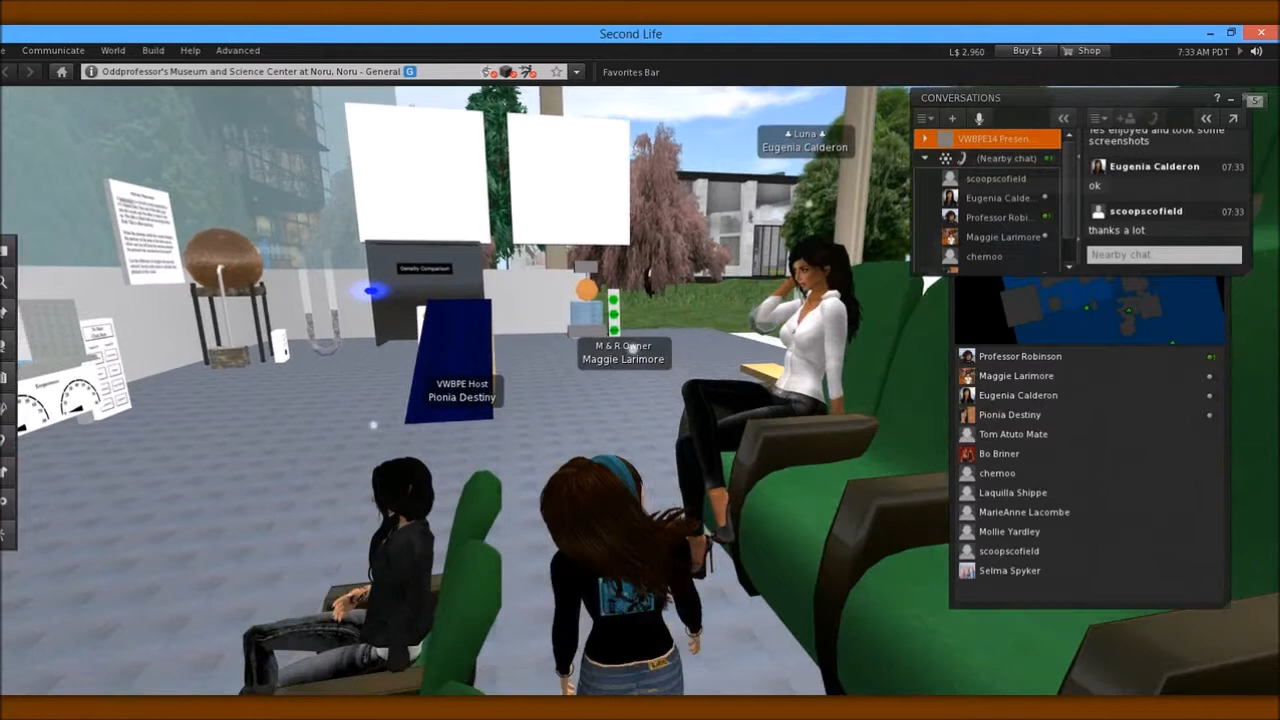 Second Life
e Communicate World Build Help Advanced
L$ 2,960 Buy L$ Shop 7:33 AM PDT
Oddprofessor's Museum and Science Center at Noru, Noru - General G
Favorites Bar
CONVERSATIONS
VWBPE14 Presen...
(Nearby chat)
scoopscofield
Eugenia Calde...
Professor Robi...
Maggie Larimore
chemoo
enjoyed and took some
screenshots
Eugenia Calderon 07:33
ok
scoopscofield 07:33
thanks a lot
Nearby chat
Professor Robinson
Maggie Larimore
Eugenia Calderon
Pionia Destiny
Tom Atuto Mate
Bo Briner
chemoo
Laquilla Shippe
MarieAnne Lacombe
Mollie Yardley
scoopscofield
Selma Spyker
Luna
Eugenia Calderon
Density Comparison
M & R Owner
Maggie Larimore
VWBPE Host
Pionia Destiny